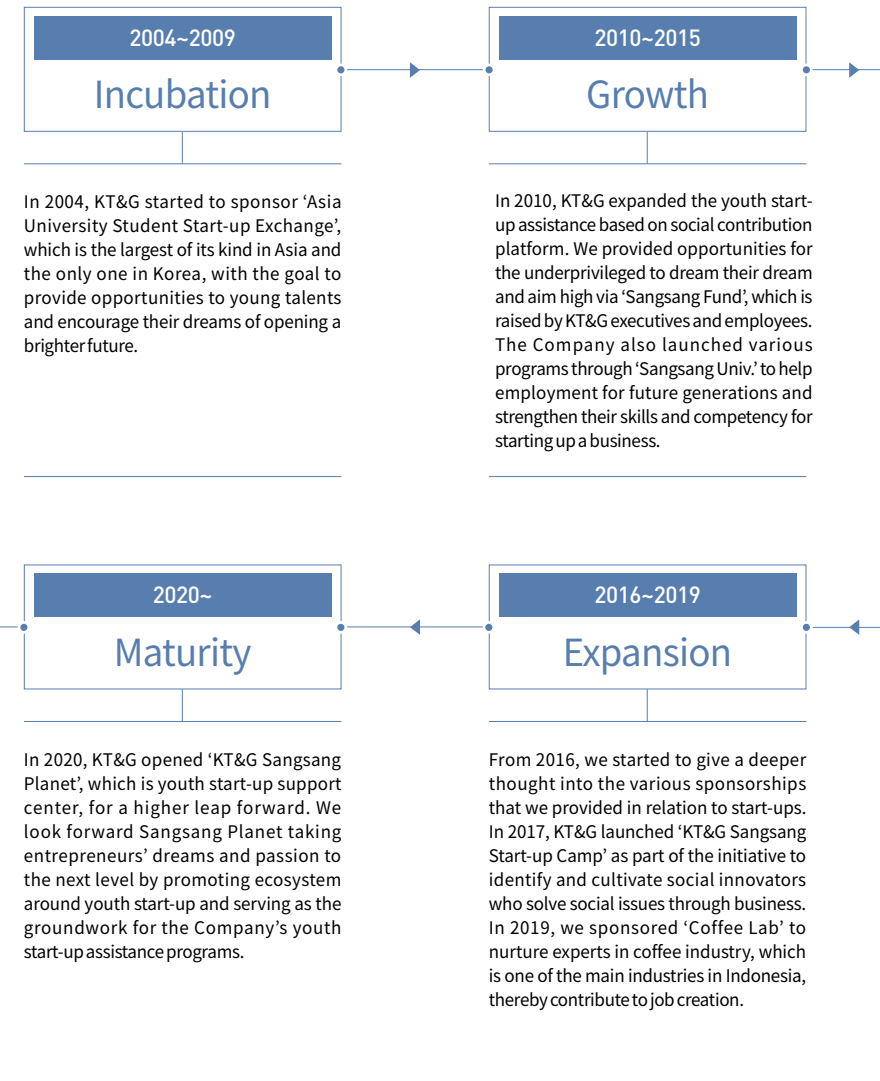 2004~2009
Incubation
In 2004, KT&G started to sponsor ‘Asia
University Student Start-up Exchange’,
which is the largest of its kind in Asia and
the only one in Korea, with the goal to
provide opportunities to young talents
and encourage their dreams of opening a
brighter future.
2010~2015
Growth
In 2010, KT&G expanded the youth start-
up assistance based on social contribution
platform. We provided opportunities for
the underprivileged to dream their dream
and aim high via ‘Sangsang Fund’, which is
raised by KT&G executives and employees.
The Company also launched various
programs through ‘Sangsang Univ.’ to help
employment for future generations and
strengthen their skills and competency for
starting up a business.
2016~2019
Expansion
From 2016, we started to give a deeper
thought into the various sponsorships
that we provided in relation to start-ups.
In 2017, KT&G launched ‘KT&G Sangsang
Start-up Camp’ as part of the initiative to
identify and cultivate social innovators
who solve social issues through business.
In 2019, we sponsored ‘Coffee Lab’ to
nurture experts in coffee industry, which
is one of the main industries in Indonesia,
thereby contribute to job creation.
2020~
Maturity
In 2020, KT&G opened ‘KT&G Sangsang
Planet’, which is youth start-up support
center, for a higher leap forward. We
look forward Sangsang Planet taking
entrepreneurs’ dreams and passion to
the next level by promoting ecosystem
around youth start-up and serving as the
groundwork for the Company’s youth
start-up assistance programs.